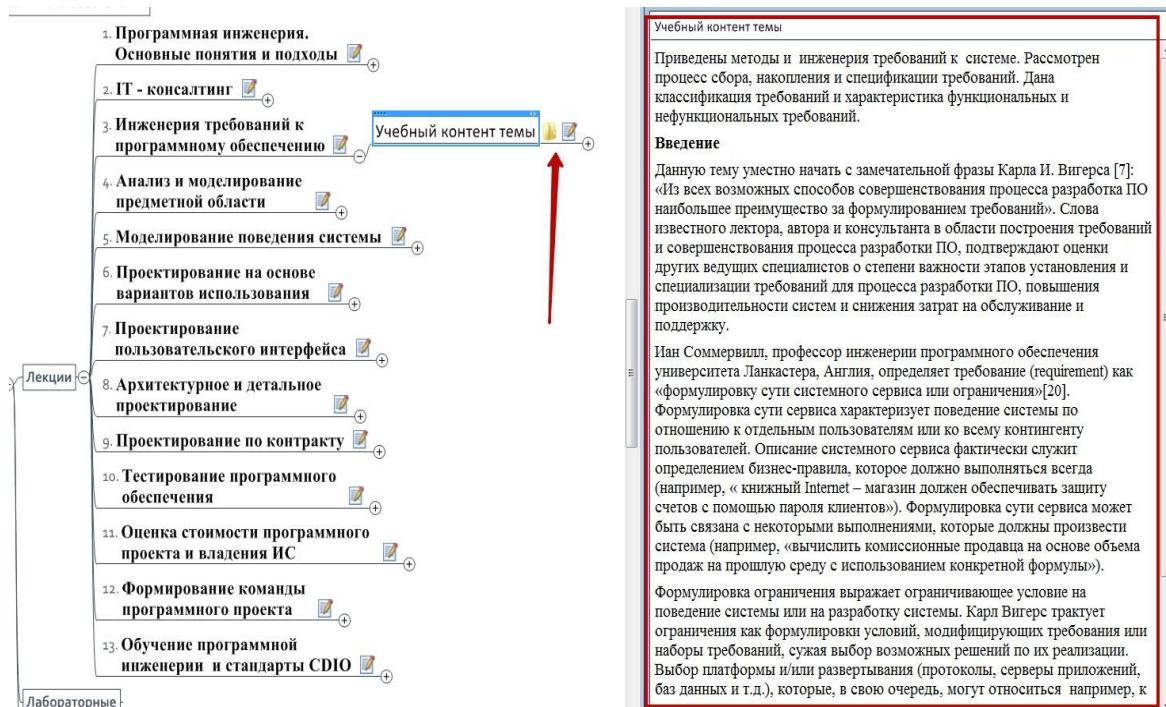 1. Программная инженерия.
Основные понятия и подходы
2. IT - консалтинг
3. Инженерия требований к
программному обеспечению
Учебный контент темы
4. Анализ и моделирование
предметной области
5. Моделирование поведения системы
6. Проектирование на основе
вариантов использования
7. Проектирование
пользовательского интерфейса
Лекции
8. Архитектурное и детальное
проектирование
9. Проектирование по контракту
10. Тестирование программного
обеспечения
11. Оценка стоимости программного
проекта и владения ИС
12. Формирование команды
программного проекта
13. Обучение программной
инженерии и стандарты CDIO
Лабораторные
Учебный контент темы
Приведены методы и инженерия требований к системе. Рассмотрен
процесс сбора, накопления и спецификации требований. Дана
классификация требований и характеристика функциональных и
нефункциональных требований.
Введение
Данную тему уместно начать с замечательной фразы Карла И. Вигерса [7]:
«Из всех возможных способов совершенствования процесса разработка ПО
наибольшее преимущество за формулированием требований». Слова
известного лектора, автора и консультанта в области построения требований
и совершенствования процесса разработки ПО, подтверждают оценки
других ведущих специалистов о степени важности этапов установления и
специализации требований для процесса разработки ПО, повышения
производительности систем и снижения затрат на обслуживание и
поддержку.
Иан Соммервилл, профессор инженерии программного обеспечения
университета Ланкастера, Англия, определяет требование (requirement) как
«формулировку сути системного сервиса или ограничения»[20].
Формулировка сути сервиса характеризует поведение системы по
отношению к отдельным пользователям или ко всему контингенту
пользователей. Описание системного сервиса фактически служит
определением бизнес-правила, которое должно выполняться всегда
(например, « книжный Internet – магазин должен обеспечивать защиту
счетов с помощью пароля клиентов»). Формулировка сути сервиса может
быть связана с некоторыми выполнениями, которые должны произвести
система (например, «вычислить комиссионные продавца на основе объема
продаж на прошлую среду с использованием конкретной формулы»).
Формулировка ограничения выражает ограничивающее условие на
поведение системы или на разработку системы. Карл Вигерс трактует
ограничения как формулировки условий, модифицирующих требования или
наборы требований, сужая выбор возможных решений по их реализации.
Выбор платформы и/или развертывания (протоколы, серверы приложений,
баз данных и т.д.), которые, в свою очередь, могут относиться например, к